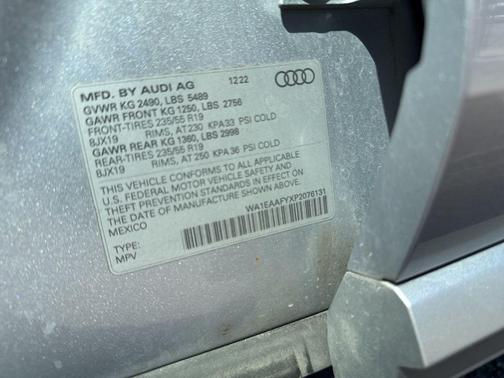 MFD. BY AUDI AG 12 22
GVWR KG 2490, LBS 5489
GAWR FRONT KG 1250, LBS 2756
FRONT-TIRES 235/55 R19
8JX19 RIMS, AT 230 KPA33 PSI COLD
GAWR REAR KG 1360, LBS 2998
REAR-TIRES 235/55 R19
8JX19 RIMS, AT 250 KPA 36 PSI COLD
THIS VEHICLE CONFORMS TO ALL APPLICABLE
U.S. FEDERAL MOTOR VEHICLE SAFETY AND
THEFT PREVENTION STANDARDS IN EFFECT ON
THE DATE OF MANUFACTURE SHOWN ABOVE
MEXICO
WA1EAAFYXP2076131
TYPE:
MPV